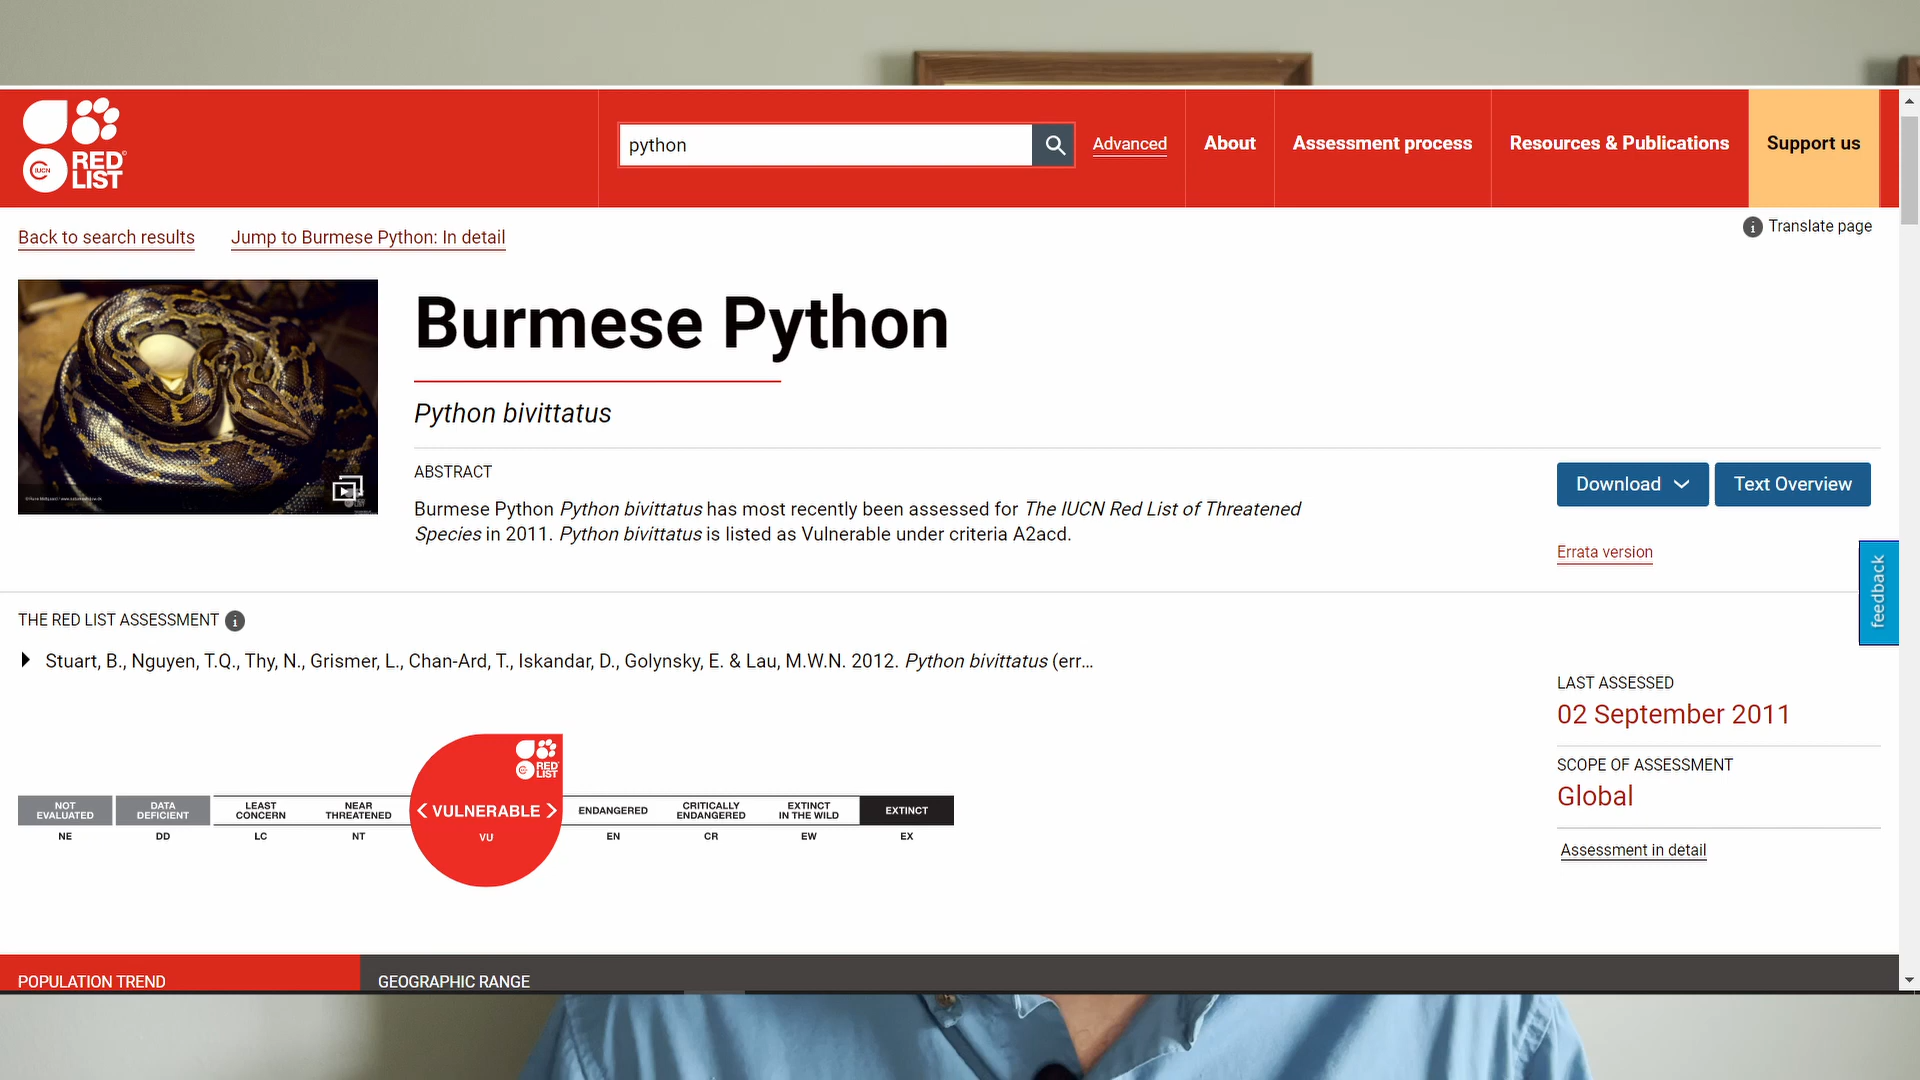 RED
LIST
IUCN
python
Advanced
About
Assessment process
Resources & Publications
Support us
Back to search results
Jump to Burmese Python: In detail
Translate page
Burmese Python
Python bivittatus
ABSTRACT
Burmese Python Python bivittatus has most recently been assessed for The IUCN Red List of Threatened
Species in 2011. Python bivittatus is listed as Vulnerable under criteria A2acd.
Download
Text Overview
Errata version
feedback
THE RED LIST ASSESSMENT
Stuart, B., Nguyen, T.Q., Thy, N., Grismer, L., Chan-Ard, T., Iskandar, D., Golynsky, E. & Lau, M.W.N. 2012. Python bivittatus (err...
LAST ASSESSED
02 September 2011
SCOPE OF ASSESSMENT
Global
Assessment in detail
RED
LIST
NOT
EVALUATED
NE
DATA
DEFICIENT
DD
LEAST
CONCERN
LC
NEAR
THREATENED
NT
< VULNERABLE >
VU
ENDANGERED
EN
CRITICALLY
ENDANGERED
CR
EXTINCT
IN THE WILD
EW
EXTINCT
EX
POPULATION TREND
GEOGRAPHIC RANGE